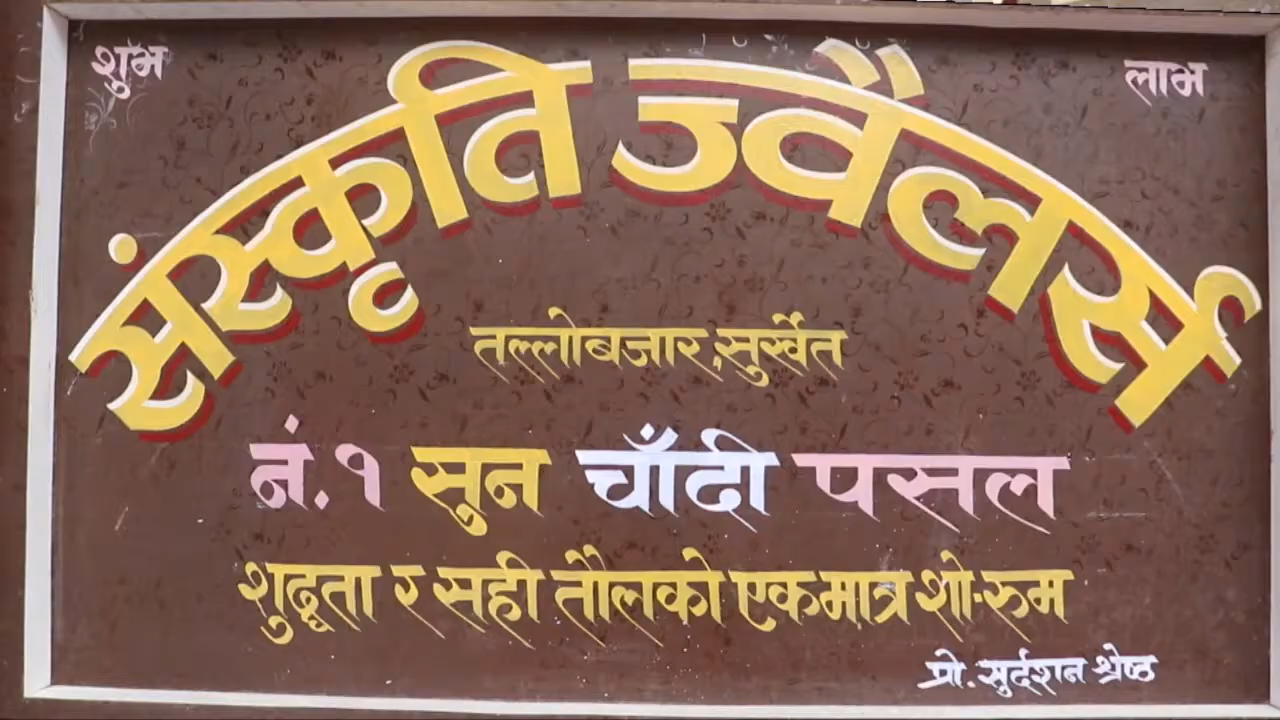 शुभ लाभ
संस्कृति ज्वैलर्स
तल्लोबजार, सुर्खेत
नं. १ सुन चाँदी पसल
शुद्धता र सही तौलको एकमात्र शो-रुम
प्रो. सुर्दशन श्रेष्ठ